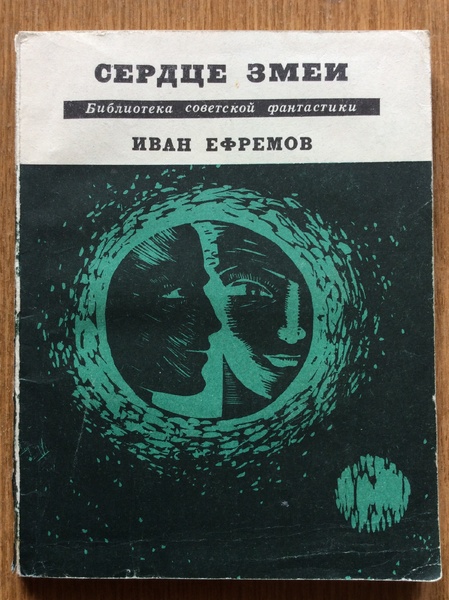 СЕРДЦЕ ЗМЕИ
Библиотека советской фантастики
ИВАН ЕФРЕМОВ